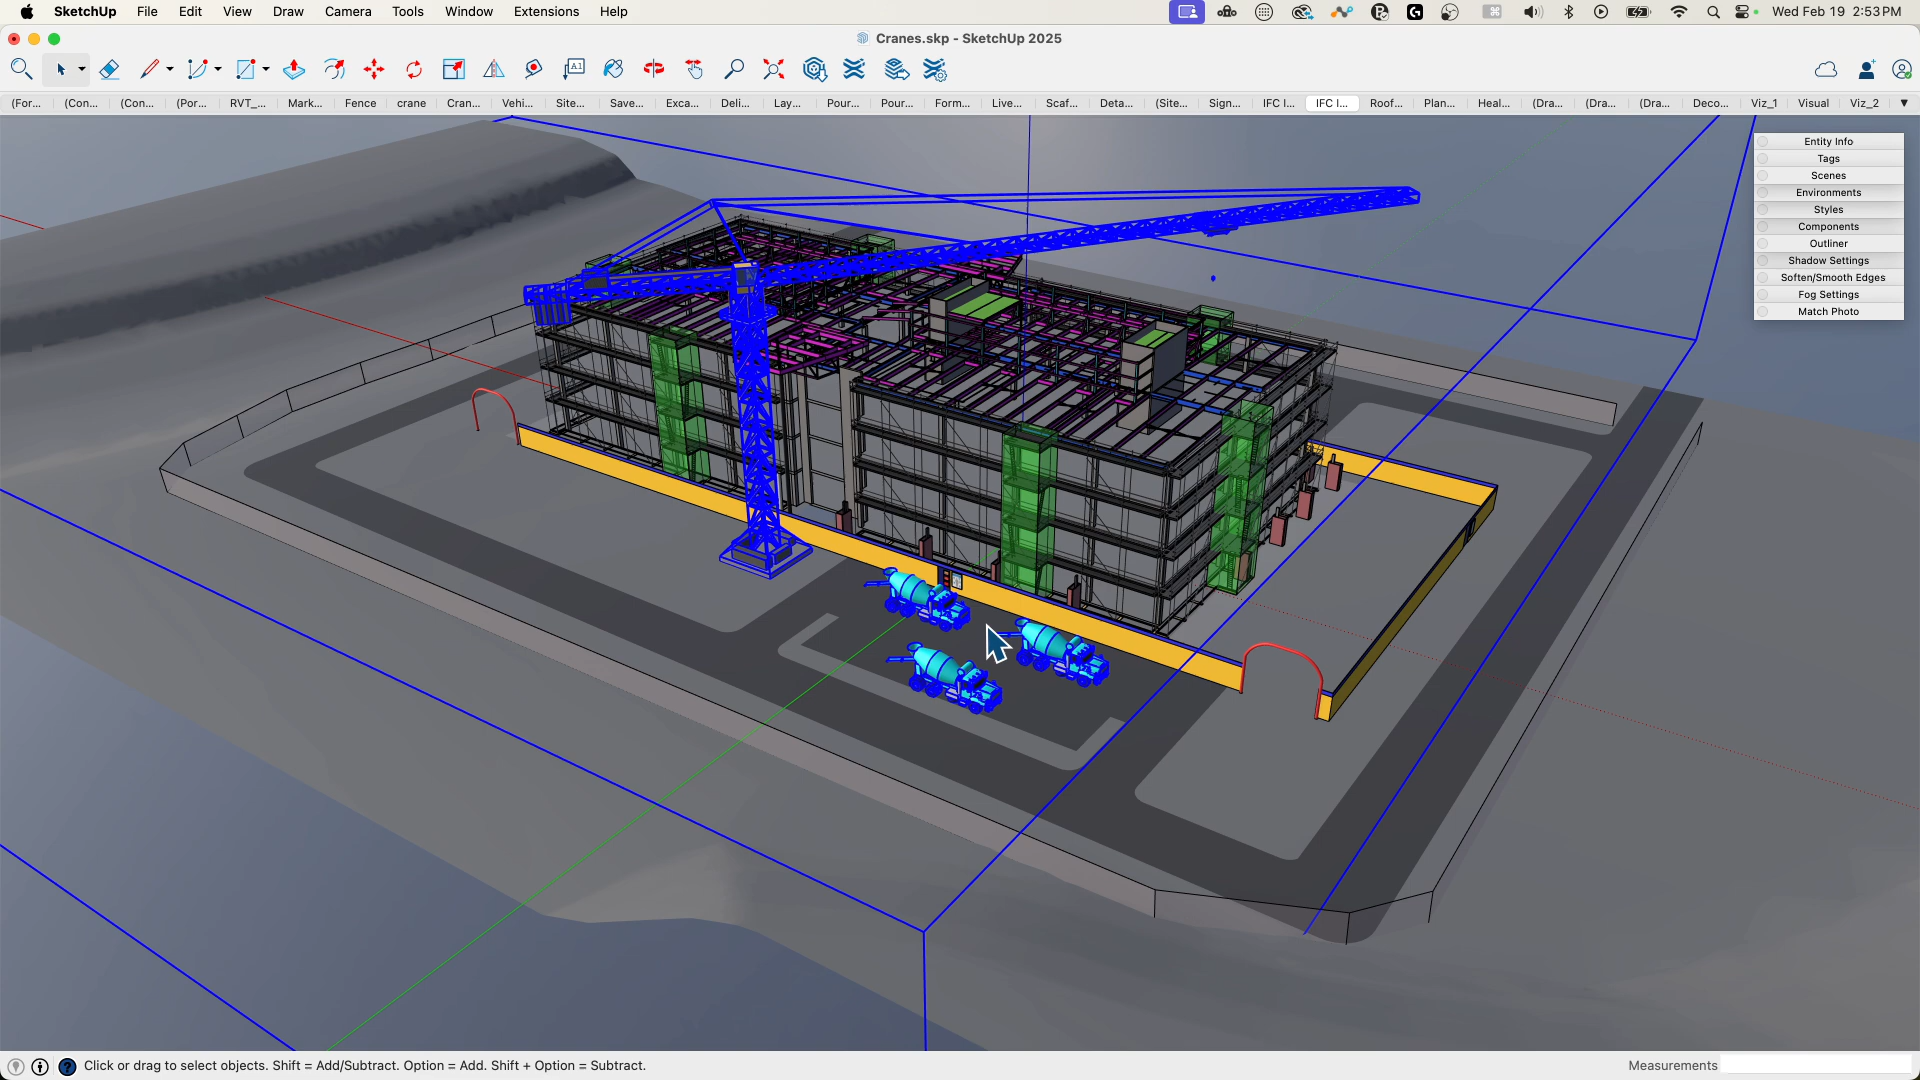 SketchUp File Edit View Draw Camera Tools Window Extensions Help Wed Feb 19 2:53 PM
Cranes.skp - SketchUp 2025
A1
(For... (Con... (Con... (Por... RVT_... Mark... Fence crane Cran... Vehi... Site... Save... Exca... Deli... Lay... Pour... Pour... Form... Live... Scaf... Deta... (Site... Sign... IFC I... IFC I... Roof... Plan... Heal... (Dra... (Dra... (Dra... Deco... Viz_1 Visual Viz_2
Entity Info
Tags
Scenes
Environments
Styles
Components
Outliner
Shadow Settings
Soften/Smooth Edges
Fog Settings
Match Photo
Click or drag to select objects. Shift = Add/Subtract. Option = Add. Shift + Option = Subtract. Measurements